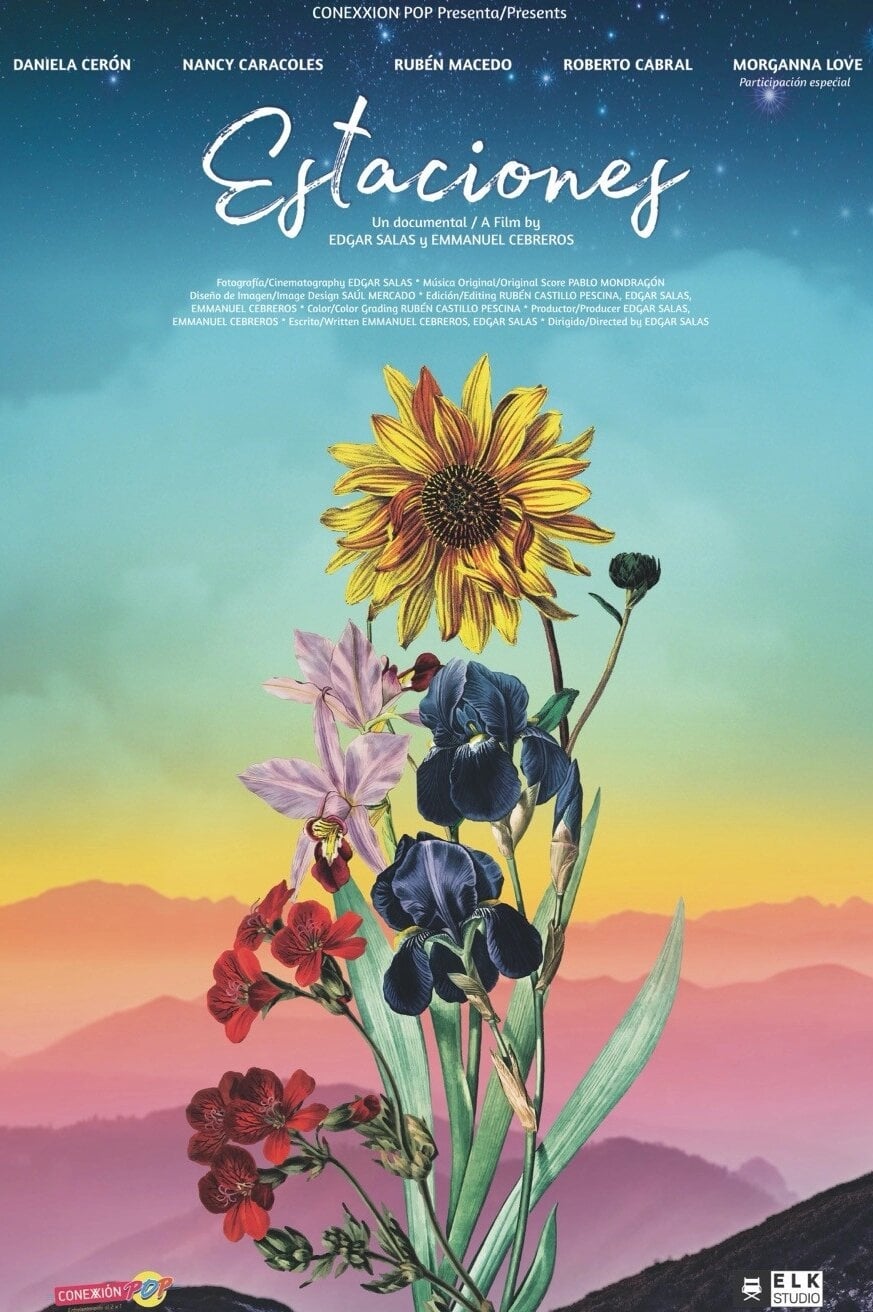 CONEXXION POP Presenta/Presents
DANIELA CERÓN NANCY CARACOLES RUBÉN MACEDO ROBERTO CABRAL MORGANNA LOVE
Participación especial
Estaciones
Un documental / A Film by
EDGAR SALAS y EMMANUEL CEBREROS
Fotografía/Cinematography EDGAR SALAS * Música Original/Original Score PABLO MONDRAGÓN
Diseño de Imagen/Image Design SAÚL MERCADO * Edición/Editing RUBÉN CASTILLO PESCINA, EDGAR SALAS,
EMMANUEL CEBREROS * Color/Color Grading RUBÉN CASTILLO PESCINA * Productor/Producer EDGAR SALAS,
EMMANUEL CEBREROS * Escrito/Written EMMANUEL CEBREROS, EDGAR SALAS * Dirigido/Directed by EDGAR SALAS
CONEXXIÓN POP
ELK
STUDIO